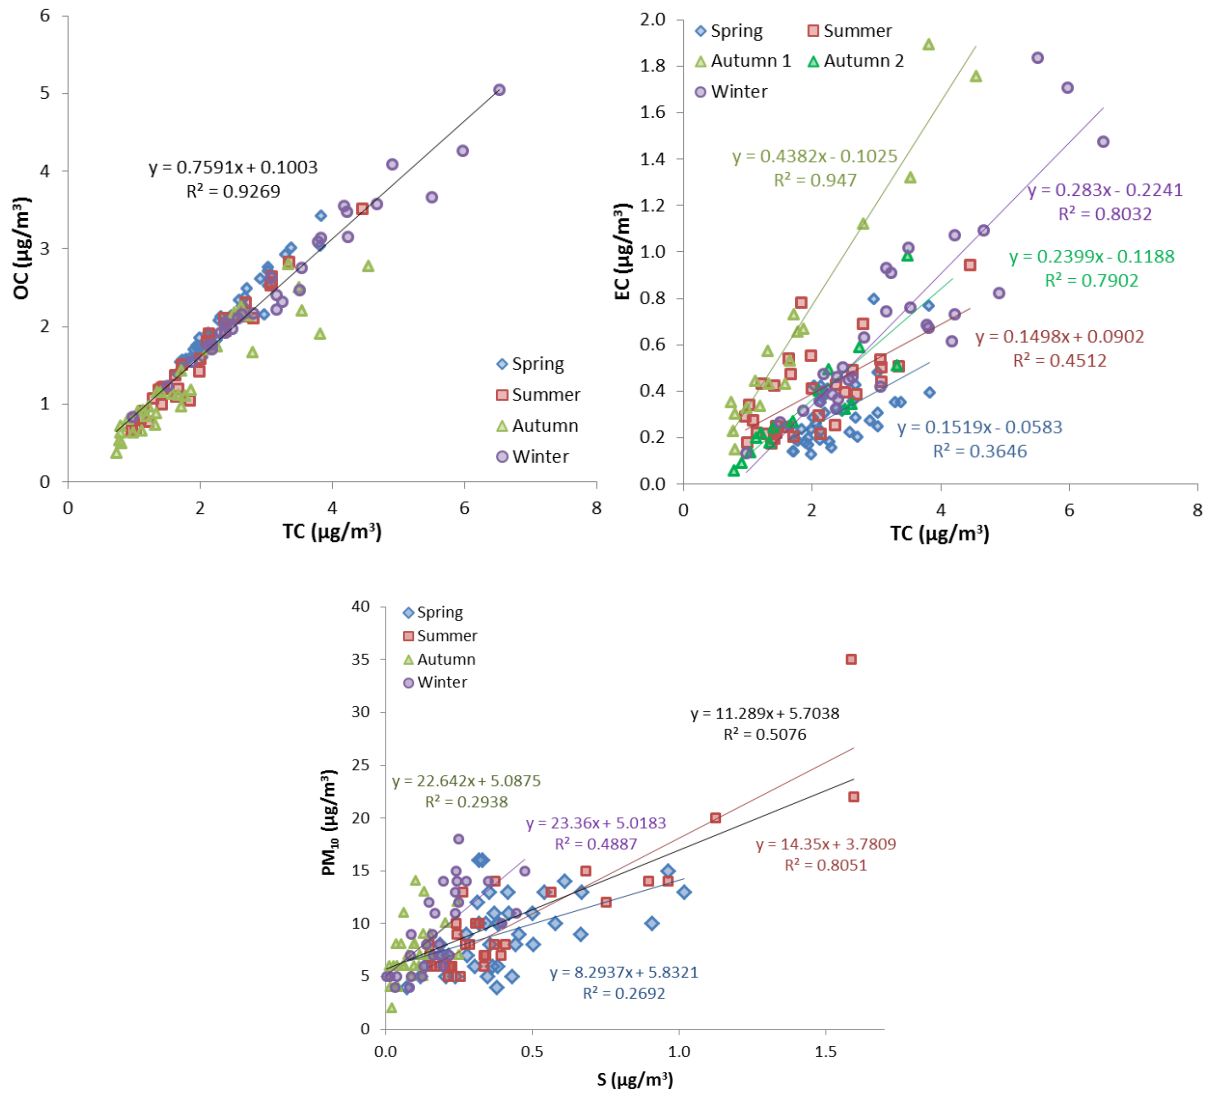 6
5
4
3
2
1
0
0
2
4
6
8
OC (µg/m³)
TC (µg/m³)
y = 0.7591x + 0.1003
R² = 0.9269
Spring
Summer
Autumn
Winter
2.0
1.8
1.6
1.4
1.2
1.0
0.8
0.6
0.4
0.2
0.0
0
2
4
6
8
EC (µg/m³)
TC (µg/m³)
Spring
Summer
Autumn 1
Autumn 2
Winter
y = 0.4382x - 0.1025
R² = 0.947
y = 0.283x - 0.2241
R² = 0.8032
y = 0.2399x - 0.1188
R² = 0.7902
y = 0.1498x + 0.0902
R² = 0.4512
y = 0.1519x - 0.0583
R² = 0.3646
40
35
30
25
20
15
10
5
0
0.0
0.5
1.0
1.5
PM₁₀ (µg/m³)
S (µg/m³)
Spring
Summer
Autumn
Winter
y = 11.289x + 5.7038
R² = 0.5076
y = 22.642x + 5.0875
R² = 0.2938
y = 23.36x + 5.0183
R² = 0.4887
y = 14.35x + 3.7809
R² = 0.8051
y = 8.2937x + 5.8321
R² = 0.2692